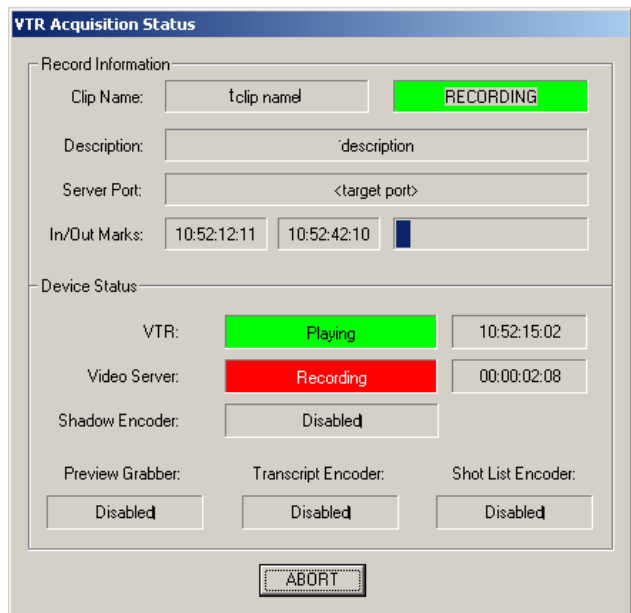 VTR Acquisition Status
Record Information
Clip Name: clip name RECORDING
Description: description
Server Port: <target port>
In/Out Marks: 10:52:12:11 10:52:42:10
Device Status
VTR: Playing 10:52:15:02
Video Server: Recording 00:00:02:08
Shadow Encoder: Disabled
Preview Grabber: Transcript Encoder: Shot List Encoder:
Disabled Disabled Disabled
ABORT